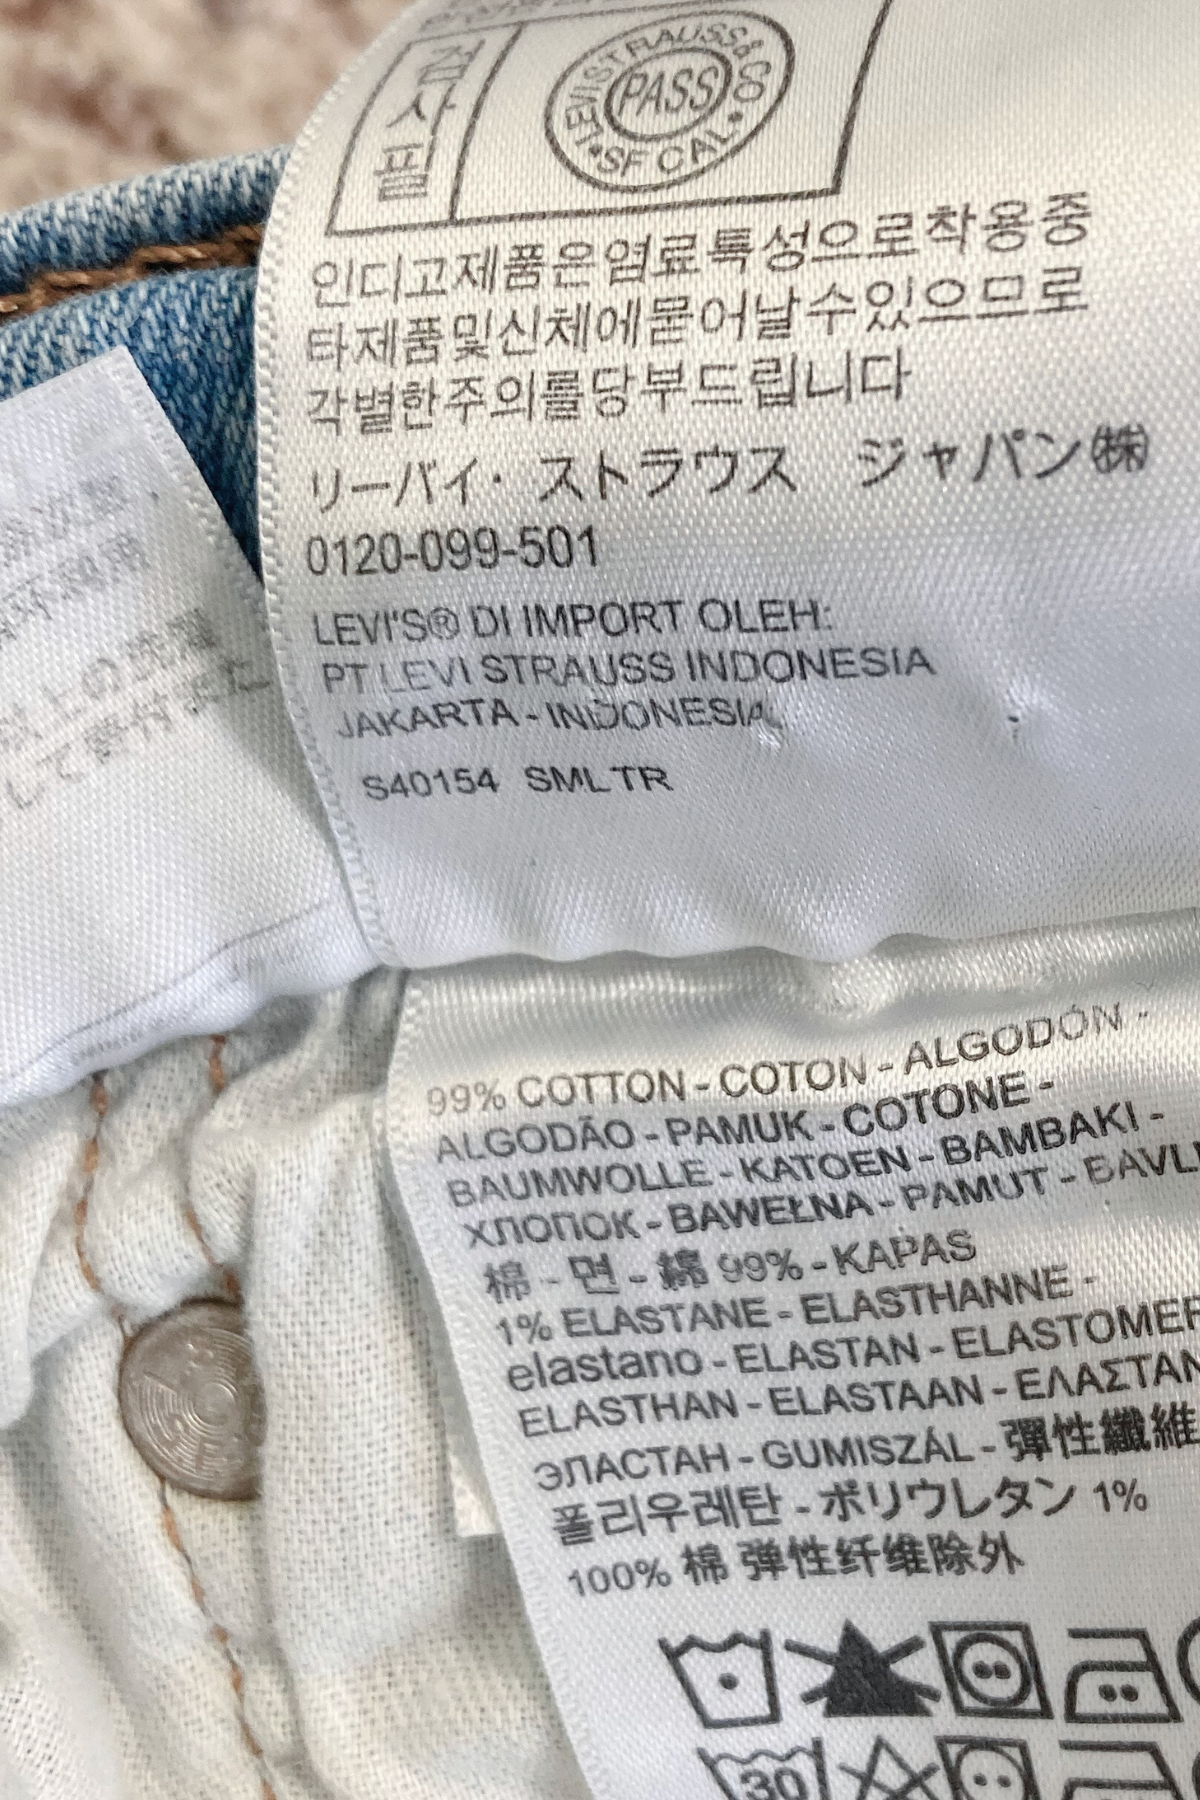 검사필
LEVI STRAUSS & CO
PASS
SF CAL
인디고제품은염료특성으로착용중
타제품및신체에묻어날수있으므로
각별한주의를당부드립니다
リーバイ・ストラウス ジャパン㈱
0120-099-501
LEVI'S® DI IMPORT OLEH:
PT LEVI STRAUSS INDONESIA
JAKARTA - INDONESIA
S40154 SML TR
99% COTTON - COTON - ALGODÓN -
ALGODÃO - PAMUK - COTONE -
BAUMWOLLE - KATOEN - BAMBAKI -
ХЛОПОК - BAWEŁNA - PAMUT - BAVL
棉 - 면 - 綿 99% - KAPAS
1% ELASTANE - ELASTHANNE -
elastano - ELASTAN - ELASTOMER
ELASTHAN - ELASTAAN - ΕΛΑΣΤΑΝ
ЭЛАСТАН - GUMISZÁL - 彈性纖維
폴리우레탄 - ポリウレタン 1%
100% 棉 弹性纤维除外
30